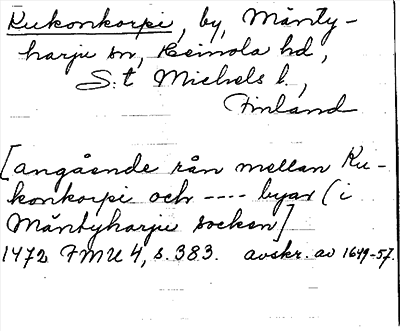 Kukonkorpi, by, Mänty-
harju sn, Heinola hd,
S:t Michels l.,
Finland
[angående rån mellan Ku-
konkorpi och ---- byar (i
Mäntyharju socken]
1472 FMU 4, s. 383. avskr. av 1649-57.